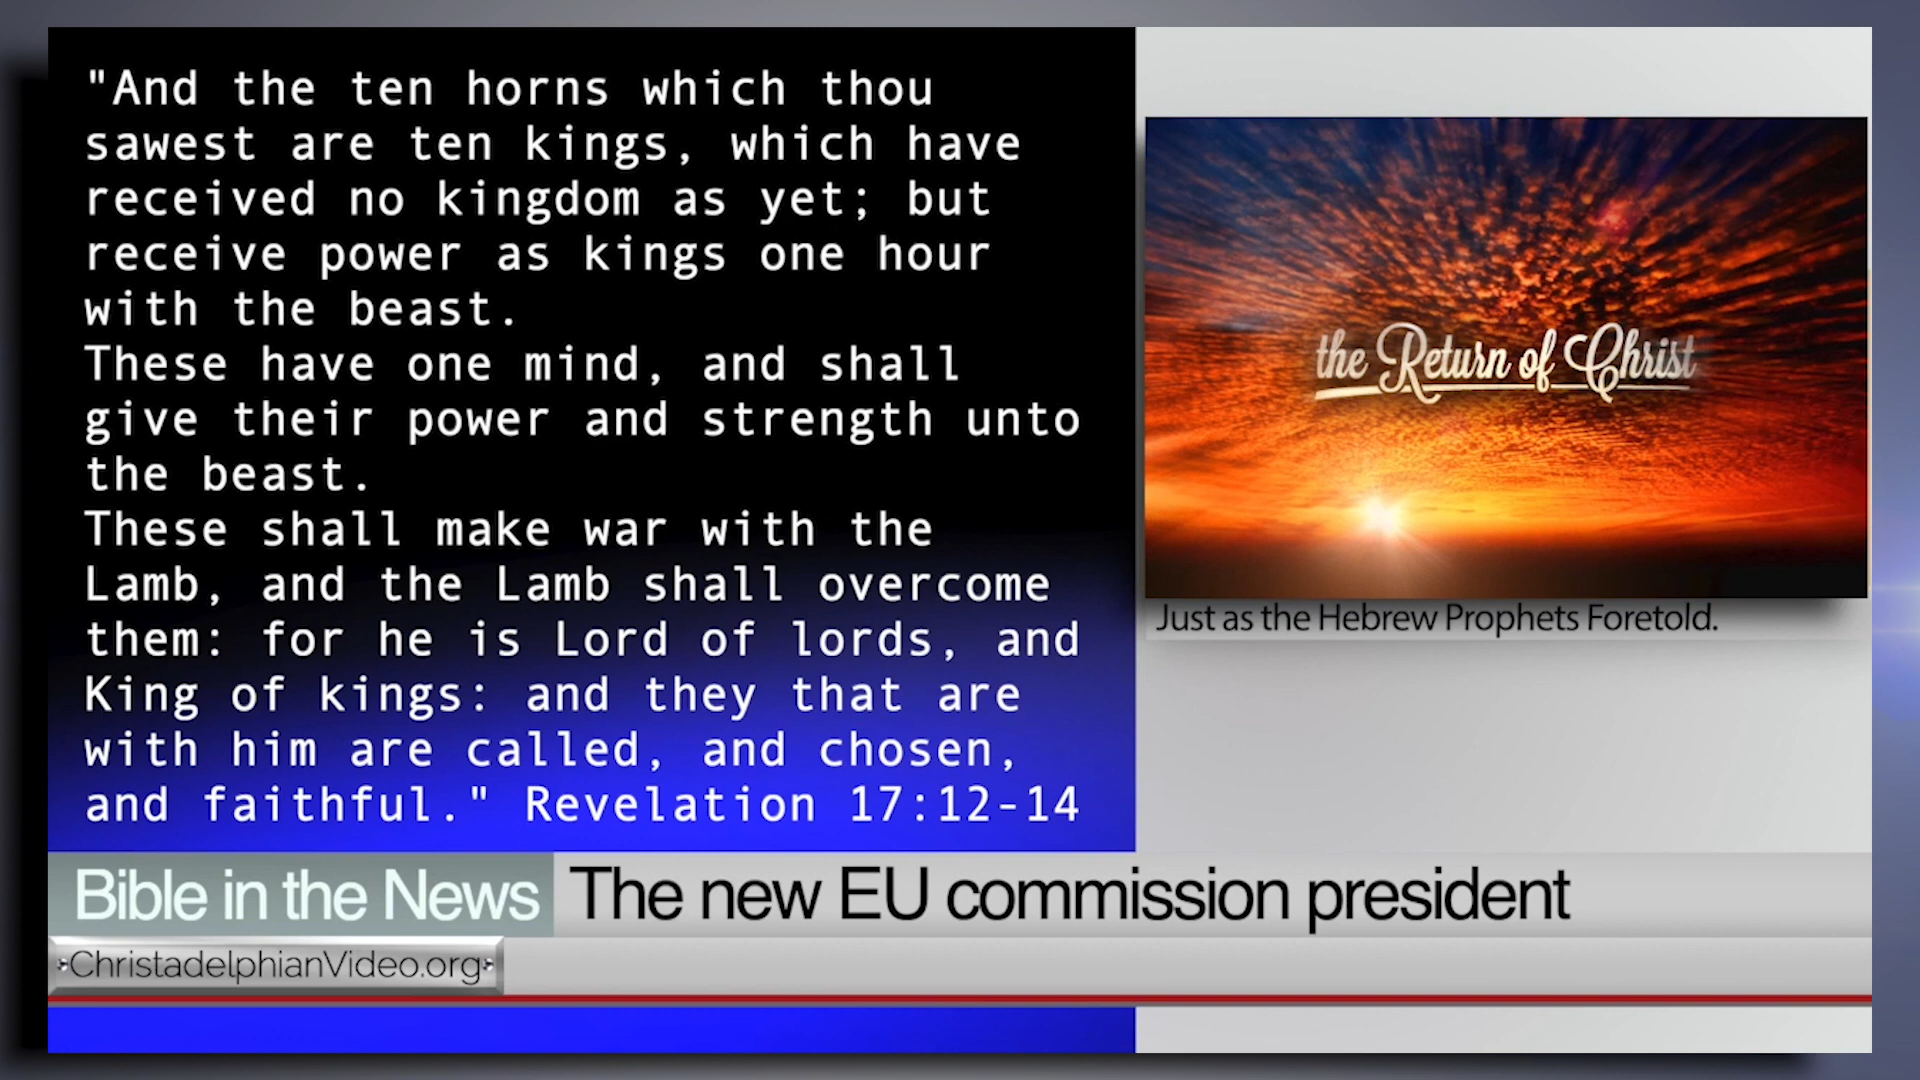 "And the ten horns which thou
sawest are ten kings, which have
received no kingdom as yet; but
receive power as kings one hour
with the beast.
These have one mind, and shall
give their power and strength unto
the beast.
These shall make war with the
Lamb, and the Lamb shall overcome
them: for he is Lord of lords, and
King of kings: and they that are
with him are called, and chosen,
and faithful." Revelation 17:12-14
the Return of Christ
Just as the Hebrew Prophets Foretold.
Bible in the News
The new EU commission president
ChristadelphianVideo.org